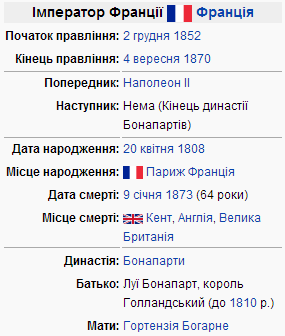 Імператор Франції Франція
Початок правління: 2 грудня 1852
Кінець правління: 4 вересня 1870
Попередник: Наполеон II
Наступник: Нема (Кінець династії
Бонапартів)
Дата народження: 20 квітня 1808
Місце народження: Париж Франція
Дата смерті: 9 січня 1873 (64 роки)
Місце смерті: Кент, Англія, Велика
Британія
Династія: Бонапарти
Батько: Луї Бонапарт, король
Голландський (до 1810 р.)
Мати: Гортензія Богарне